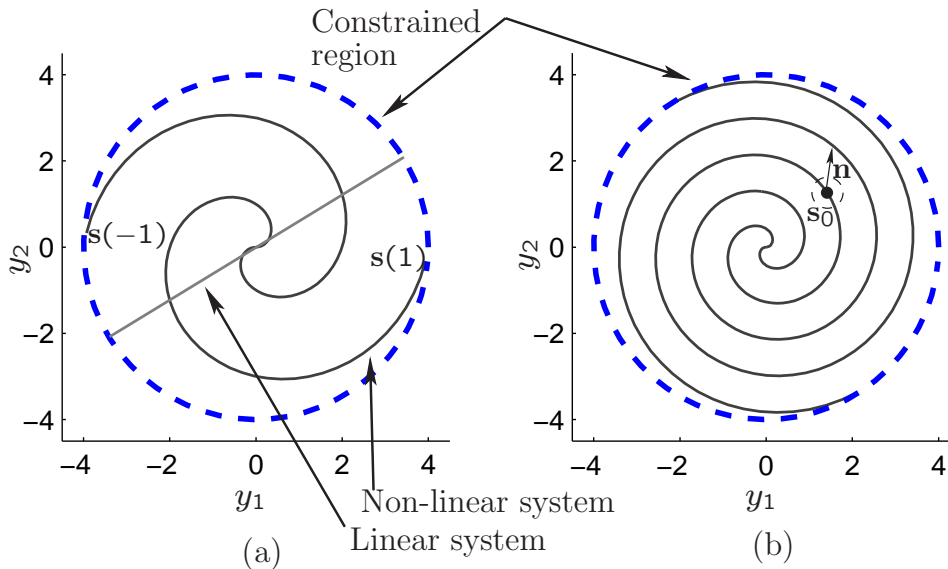 Constrained
region
4
2
0
−2
−4
y2
s(−1)
s(1)
−4
−2
0
2
4
y1
4
2
0
−2
−4
y2
n
s0̆
−4
−2
0
2
4
y1
Non-linear system
Linear system
(a)
(b)